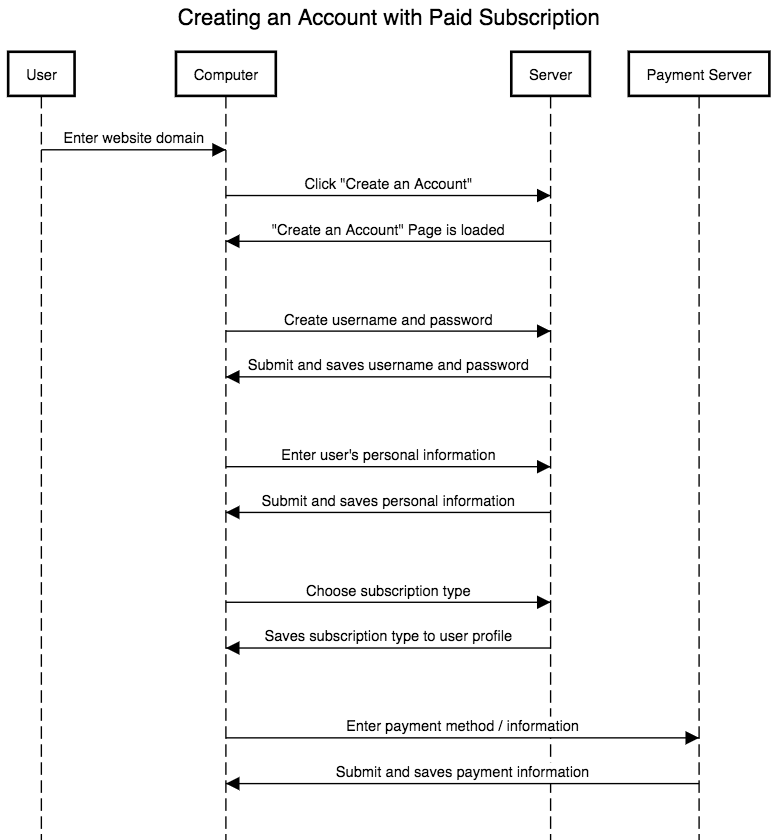 Creating an Account with Paid Subscription
User
Computer
Server
Payment Server
Enter website domain
Click "Create an Account"
"Create an Account" Page is loaded
Create username and password
Submit and saves username and password
Enter user's personal information
Submit and saves personal information
Choose subscription type
Saves subscription type to user profile
Enter payment method / information
Submit and saves payment information